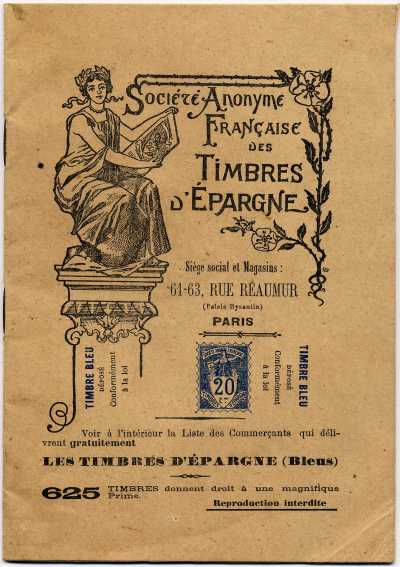 Société Anonyme
Française
des
Timbres
d'Épargne
Siège social et Magasins :
61-63, RUE RÉAUMUR
(Palais Byzantin)
PARIS
TIMBRE BLEU
DÉPOSÉ
Conformément
à la loi
20
TIMBRE BLEU
DÉPOSÉ
Conformément
à la loi
Voir à l'intérieur la Liste des Commerçants qui déli-
vrent gratuitement
LES TIMBRES D'ÉPARGNE (Bleus)
625 TIMBRES donnent droit à une magnifique
Prime.
Reproduction interdite